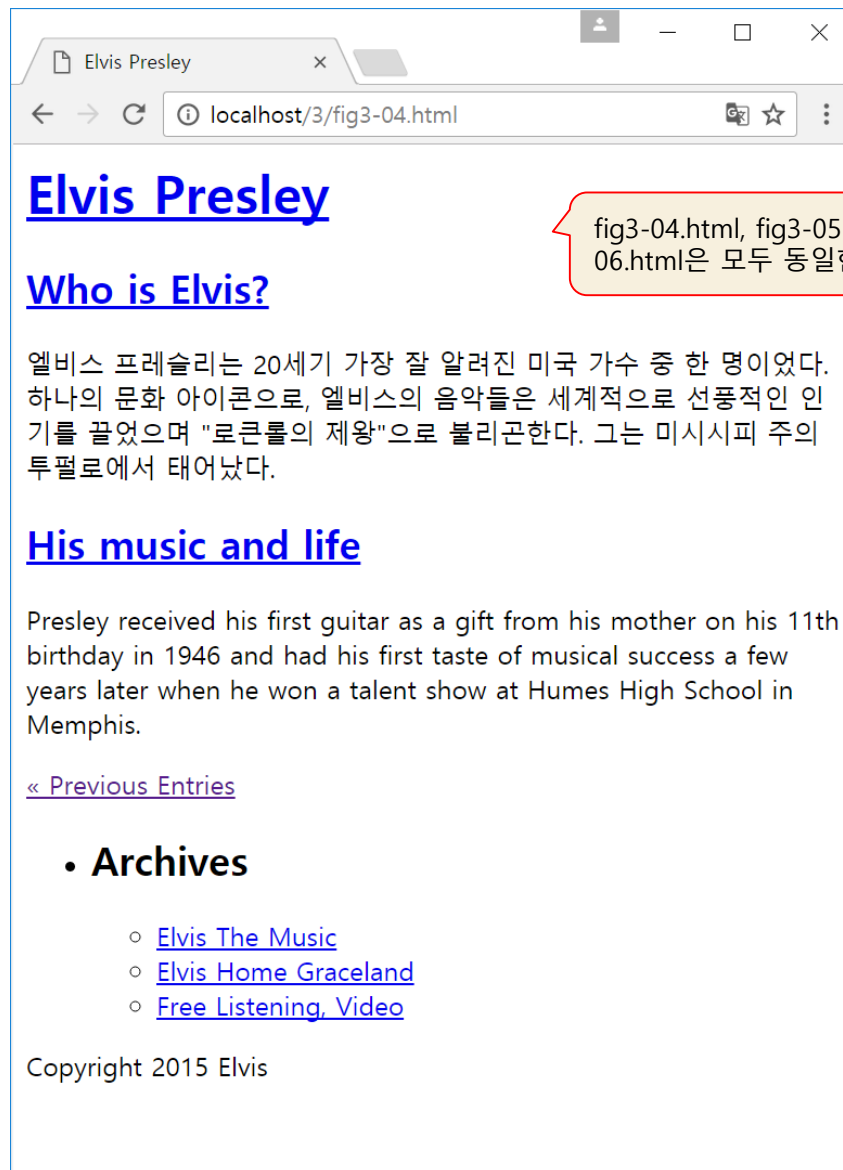 Elvis Presley
localhost/3/fig3-04.html
Elvis Presley
fig3-04.html, fig3-05
06.html은 모두
Who is Elvis?
엘비스 프레슬리는 20세기 가장 잘 알려진 미국 가수 중 한 명이었다.
하나의 문화 아이콘으로, 엘비스의 음악들은 세계적으로 선풍적인 인
기를 끌었으며 "로큰롤의 제왕"으로 불리곤한다. 그는 미시시피 주의
투펄로에서 태어났다.
His music and life
Presley received his first guitar as a gift from his mother on his 11th
birthday in 1946 and had his first taste of musical success a few
years later when he won a talent show at Humes High School in
Memphis.
« Previous Entries
• Archives
○ Elvis The Music
○ Elvis Home Graceland
○ Free Listening, Video
Copyright 2015 Elvis